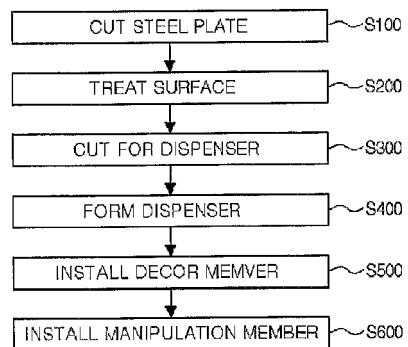 CUT STEEL PLATE S100
TREAT SURFACE S200
CUT FOR DISPENSER S300
FORM DISPENSER S400
INSTALL DECOR MEMVER S500
INSTALL MANIPULATION MEMBER S600